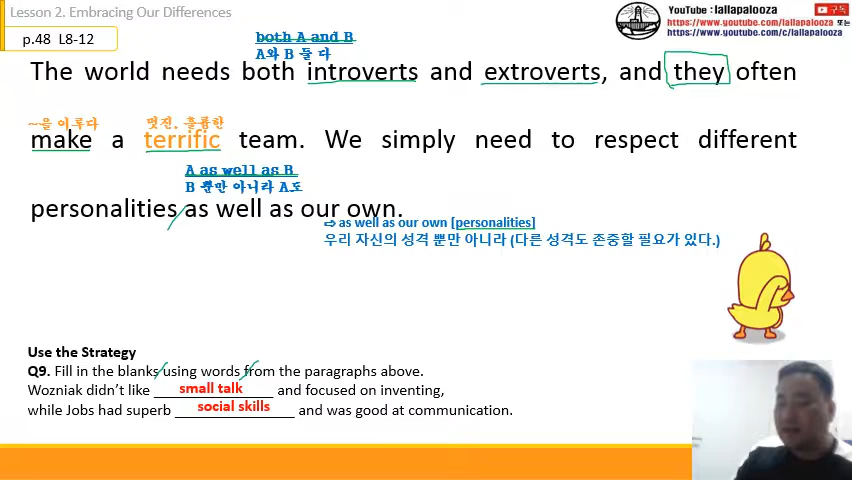 Lesson 2. Embracing Our Differences
YouTube : lallapalooza 구독
https://www.youtube.com/lallapalooza 또는
https://www.youtube.com/c/lallapalooza
p.48 L8-12
both A and B
A와 B 둘 다
The world needs both introverts and extroverts, and they often
~을 이루다 멋진, 훌륭한
make a terrific team. We simply need to respect different
A as well as B
B 뿐만 아니라 A도
personalities as well as our own.
⇨ as well as our own [personalities]
우리 자신의 성격 뿐만 아니라 (다른 성격도 존중할 필요가 있다.)
Use the Strategy
Q9. Fill in the blanks using words from the paragraphs above.
Wozniak didn't like small talk and focused on inventing,
while Jobs had superb social skills and was good at communication.